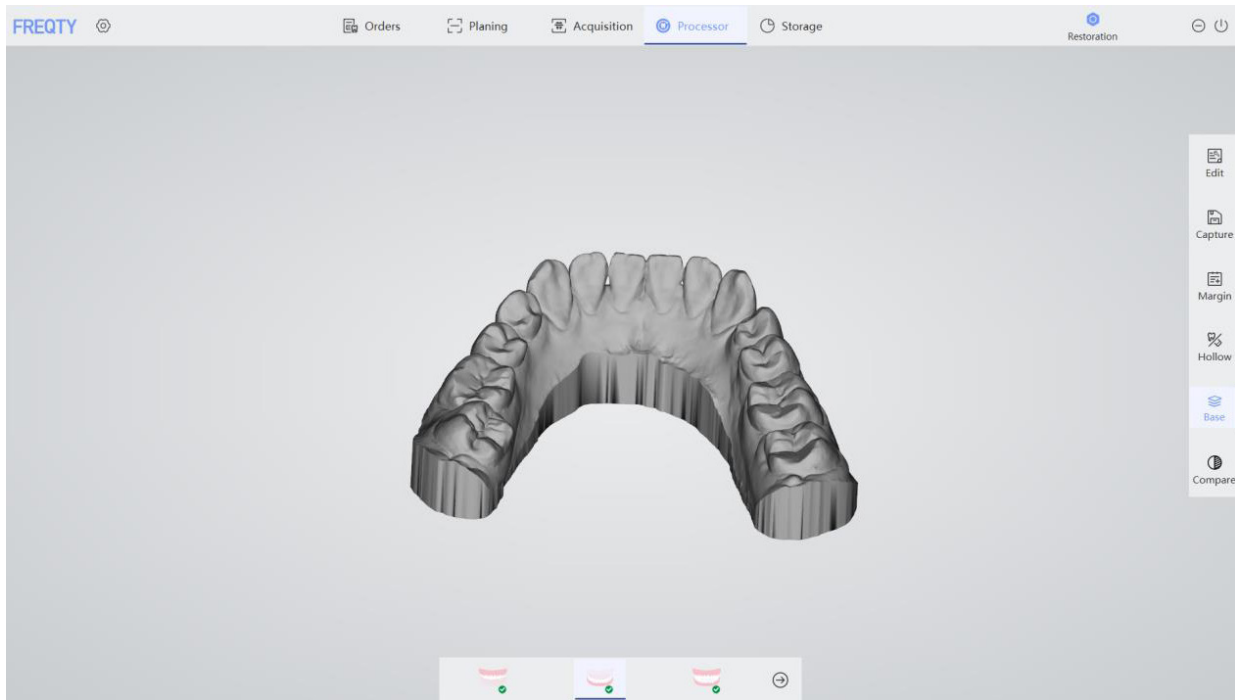 FREQTY
Orders
Planing
Acquisition
Processor
Storage
Restoration
Edit
Capture
Margin
Hollow
Base
Compare